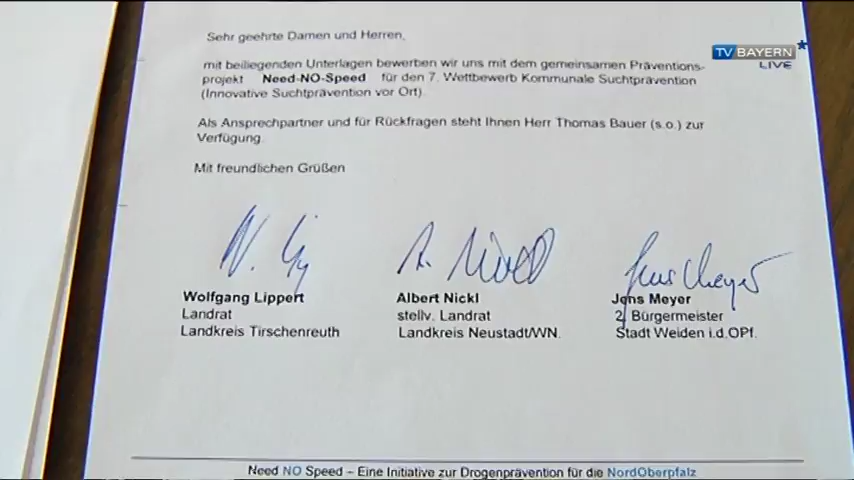 TV BAYERN
LIVE
Sehr geehrte Damen und Herren,
mit beiliegenden Unterlagen bewerben wir uns mit dem gemeinsamen Präventions-
projekt Need-NO-Speed für den 7. Wettbewerb Kommunale Suchtprävention
(Innovative Suchtprävention vor Ort).
Als Ansprechpartner und für Rückfragen steht Ihnen Herr Thomas Bauer (s.o.) zur
Verfügung.
Mit freundlichen Grüßen
Jens Meyer
Wolfgang Lippert Albert Nickl Jens Meyer
Landrat stellv. Landrat 2. Bürgermeister
Landkreis Tirschenreuth Landkreis Neustadt/WN. Stadt Weiden i.d.OPf.
Need NO Speed – Eine Initiative zur Drogenprävention für die NordOberpfalz